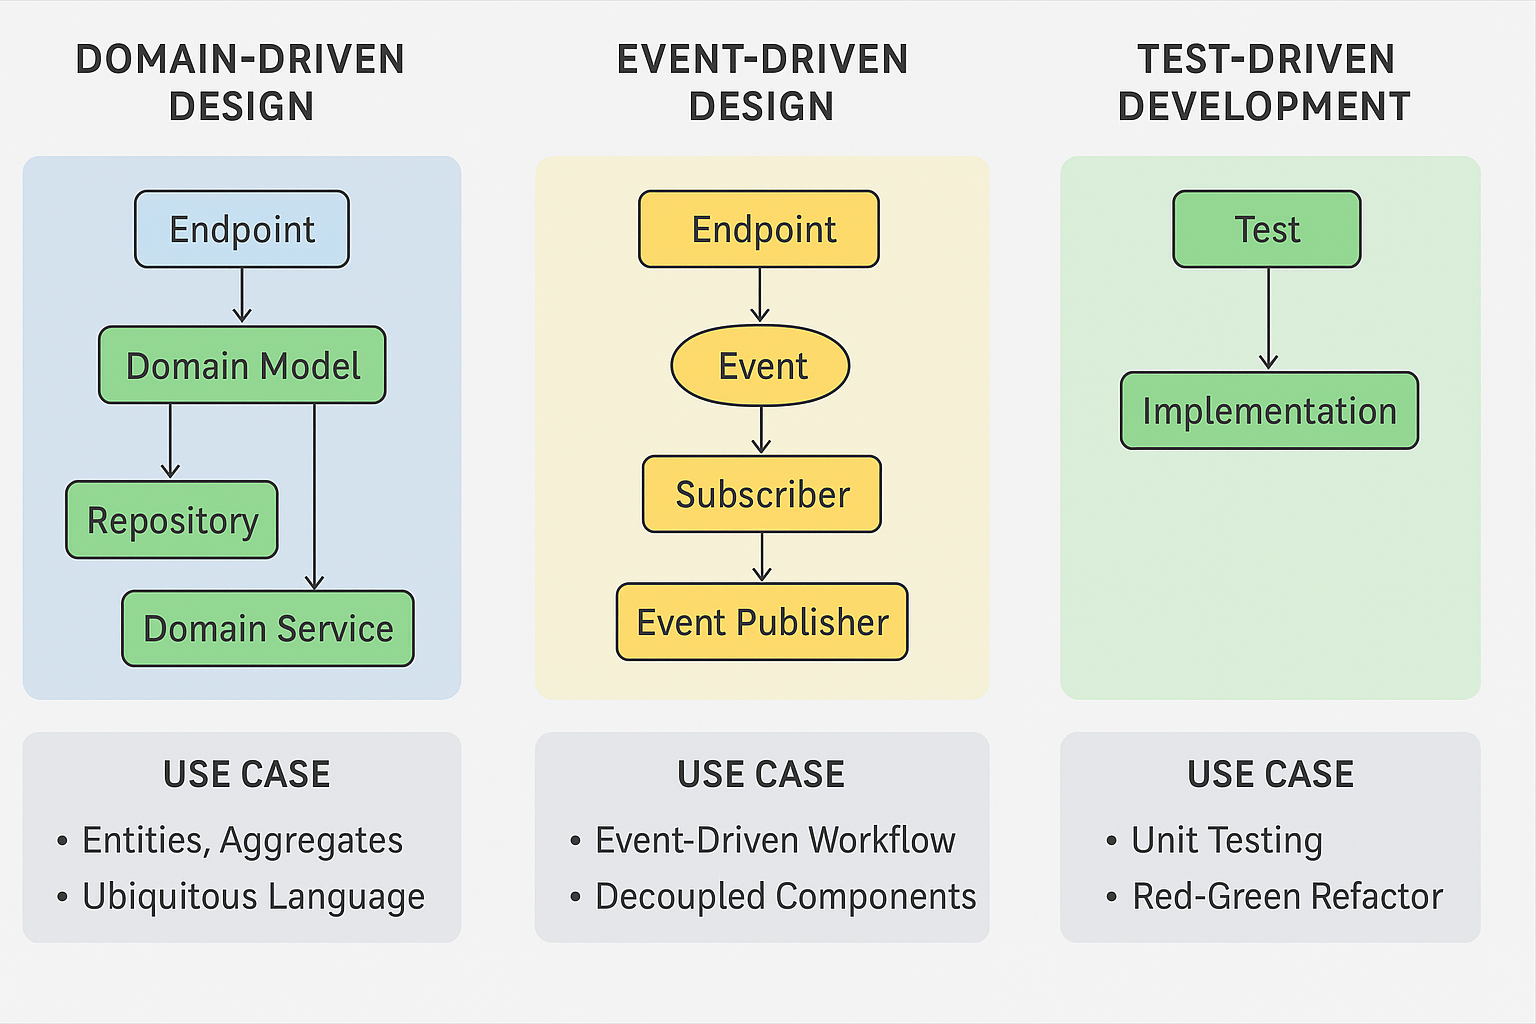 DOMAIN-DRIVEN
DESIGN
Endpoint
Domain Model
Repository
Domain Service
USE CASE
• Entities, Aggregates
• Ubiquitous Language
EVENT-DRIVEN
DESIGN
Endpoint
Event
Subscriber
Event Publisher
USE CASE
• Event-Driven Workflow
• Decoupled Components
TEST-DRIVEN
DEVELOPMENT
Test
Implementation
USE CASE
• Unit Testing
• Red-Green Refactor